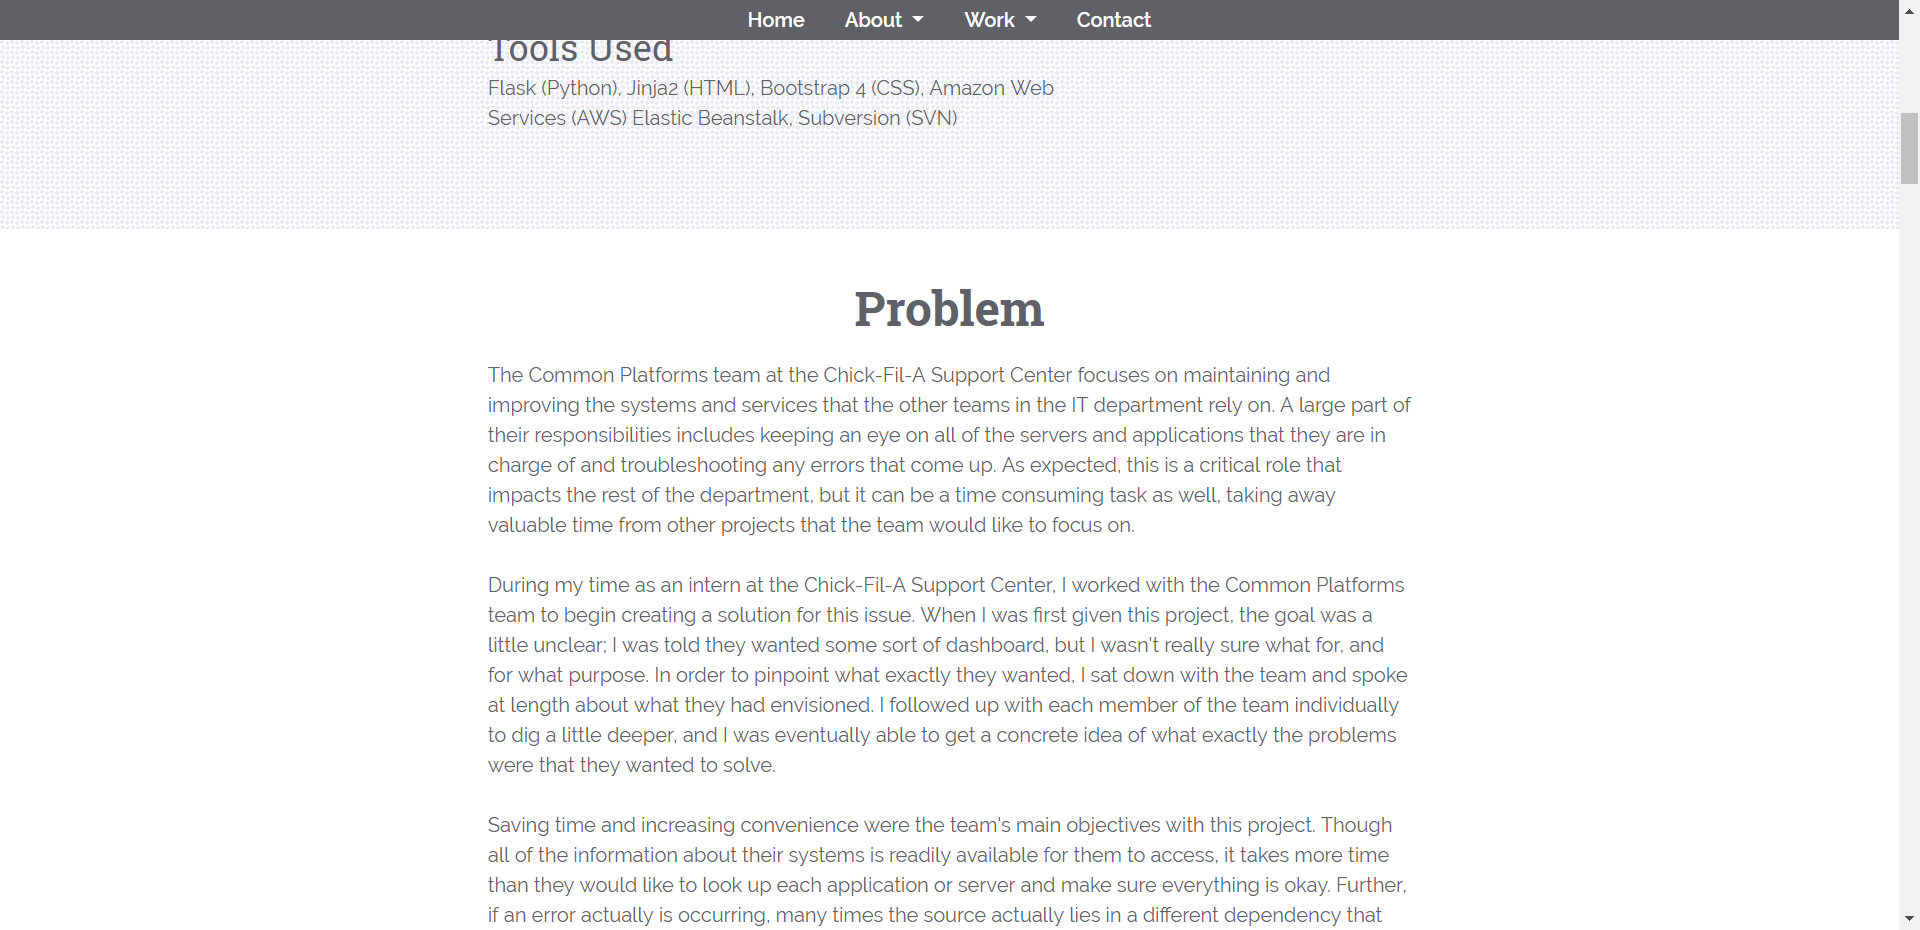 Home About Work Contact
Tools Used
Flask (Python), Jinja2 (HTML), Bootstrap 4 (CSS), Amazon Web
Services (AWS) Elastic Beanstalk, Subversion (SVN)
Problem
The Common Platforms team at the Chick-Fil-A Support Center focuses on maintaining and
improving the systems and services that the other teams in the IT department rely on. A large part of
their responsibilities includes keeping an eye on all of the servers and applications that they are in
charge of and troubleshooting any errors that come up. As expected, this is a critical role that
impacts the rest of the department, but it can be a time consuming task as well, taking away
valuable time from other projects that the team would like to focus on.
During my time as an intern at the Chick-Fil-A Support Center, I worked with the Common Platforms
team to begin creating a solution for this issue. When I was first given this project, the goal was a
little unclear; I was told they wanted some sort of dashboard, but I wasn't really sure what for, and
for what purpose. In order to pinpoint what exactly they wanted, I sat down with the team and spoke
at length about what they had envisioned. I followed up with each member of the team individually
to dig a little deeper, and I was eventually able to get a concrete idea of what exactly the problems
were that they wanted to solve.
Saving time and increasing convenience were the team's main objectives with this project. Though
all of the information about their systems is readily available for them to access, it takes more time
than they would like to look up each application or server and make sure everything is okay. Further,
if an error actually is occurring, many times the source actually lies in a different dependency that